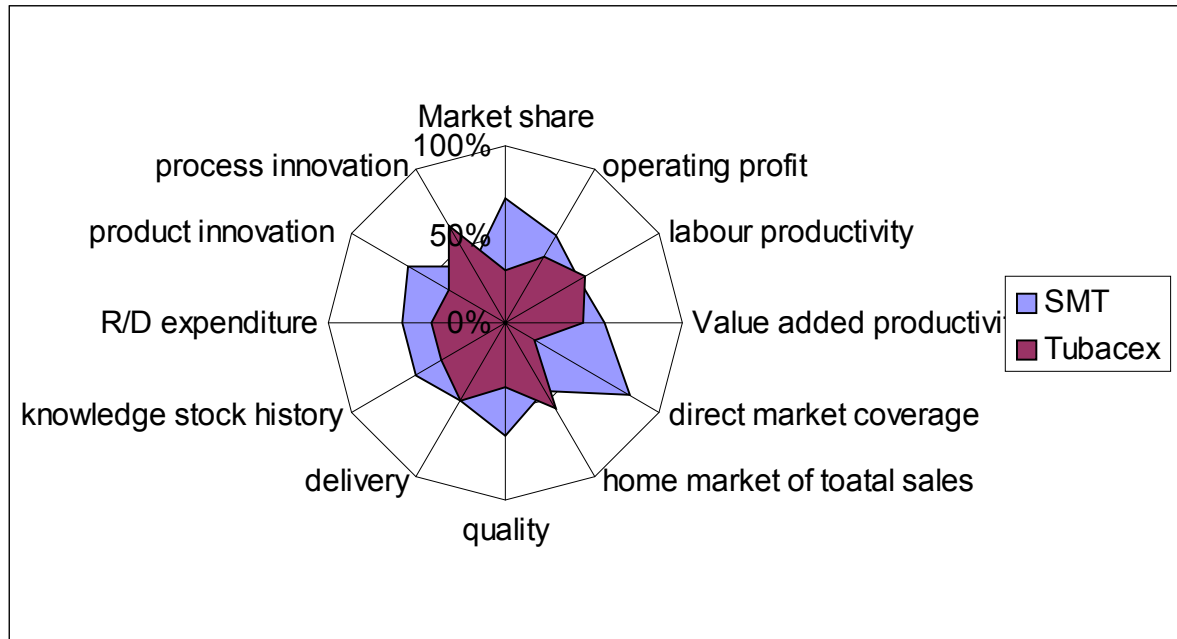 Market share
100%
process innovation
operating profit
product innovation
50%
labour productivity
R/D expenditure
0%
Value added productivi
SMT
Tubacex
knowledge stock history
direct market coverage
delivery
home market of toatal sales
quality